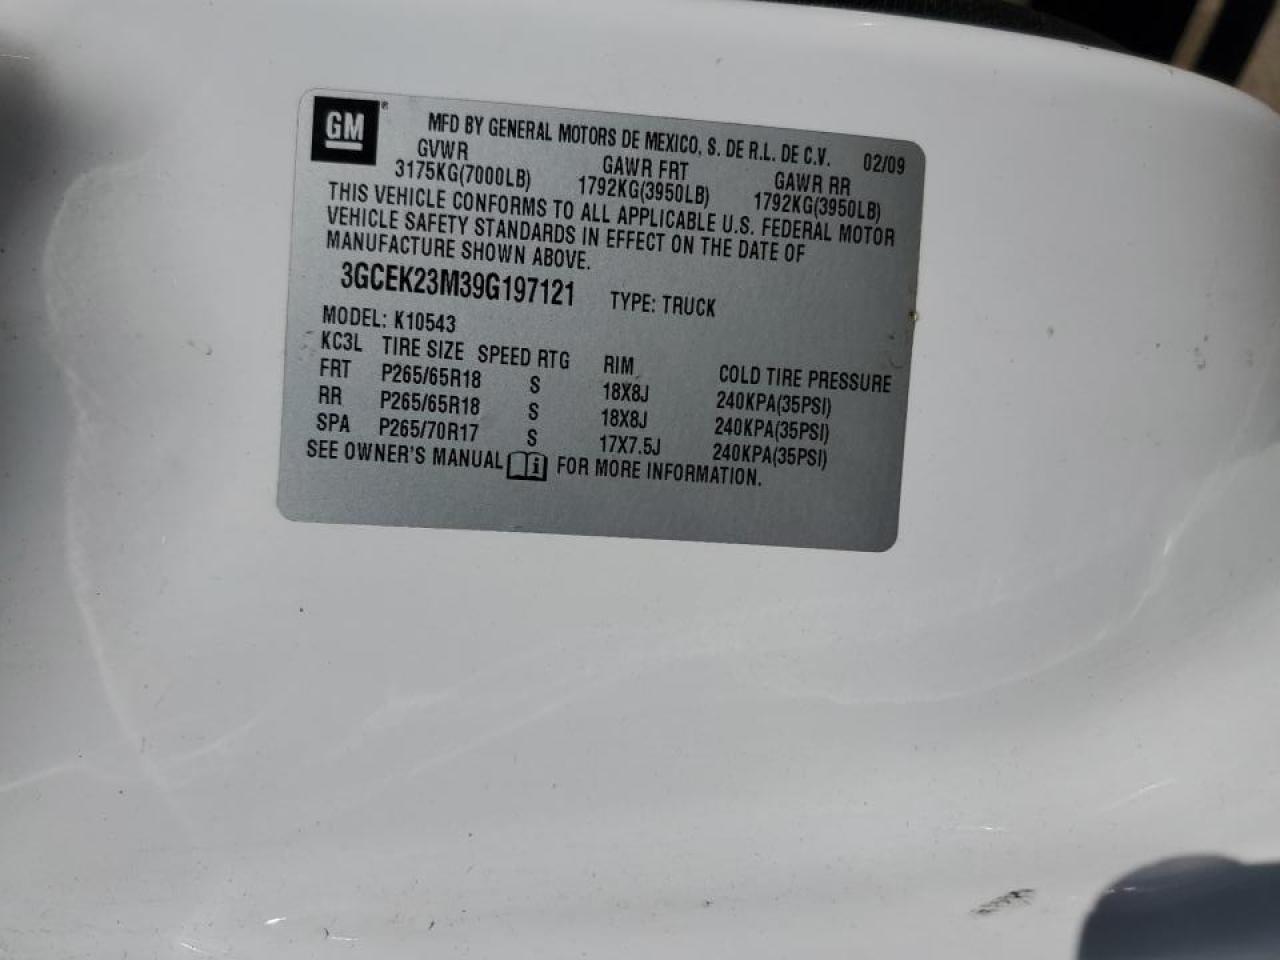 GM®
MFD BY GENERAL MOTORS DE MEXICO, S. DE R.L. DE C.V. 02/09
GVWR GAWR FRT GAWR RR
3175KG(7000LB) 1792KG(3950LB) 1792KG(3950LB)
THIS VEHICLE CONFORMS TO ALL APPLICABLE U.S. FEDERAL MOTOR
VEHICLE SAFETY STANDARDS IN EFFECT ON THE DATE OF
MANUFACTURE SHOWN ABOVE.
3GCEK23M39G197121 TYPE: TRUCK
MODEL: K10543
KC3L TIRE SIZE SPEED RTG RIM COLD TIRE PRESSURE
FRT P265/65R18 S 18X8J 240KPA(35PSI)
RR P265/65R18 S 18X8J 240KPA(35PSI)
SPA P265/70R17 S 17X7.5J 240KPA(35PSI)
SEE OWNER'S MANUAL i FOR MORE INFORMATION.